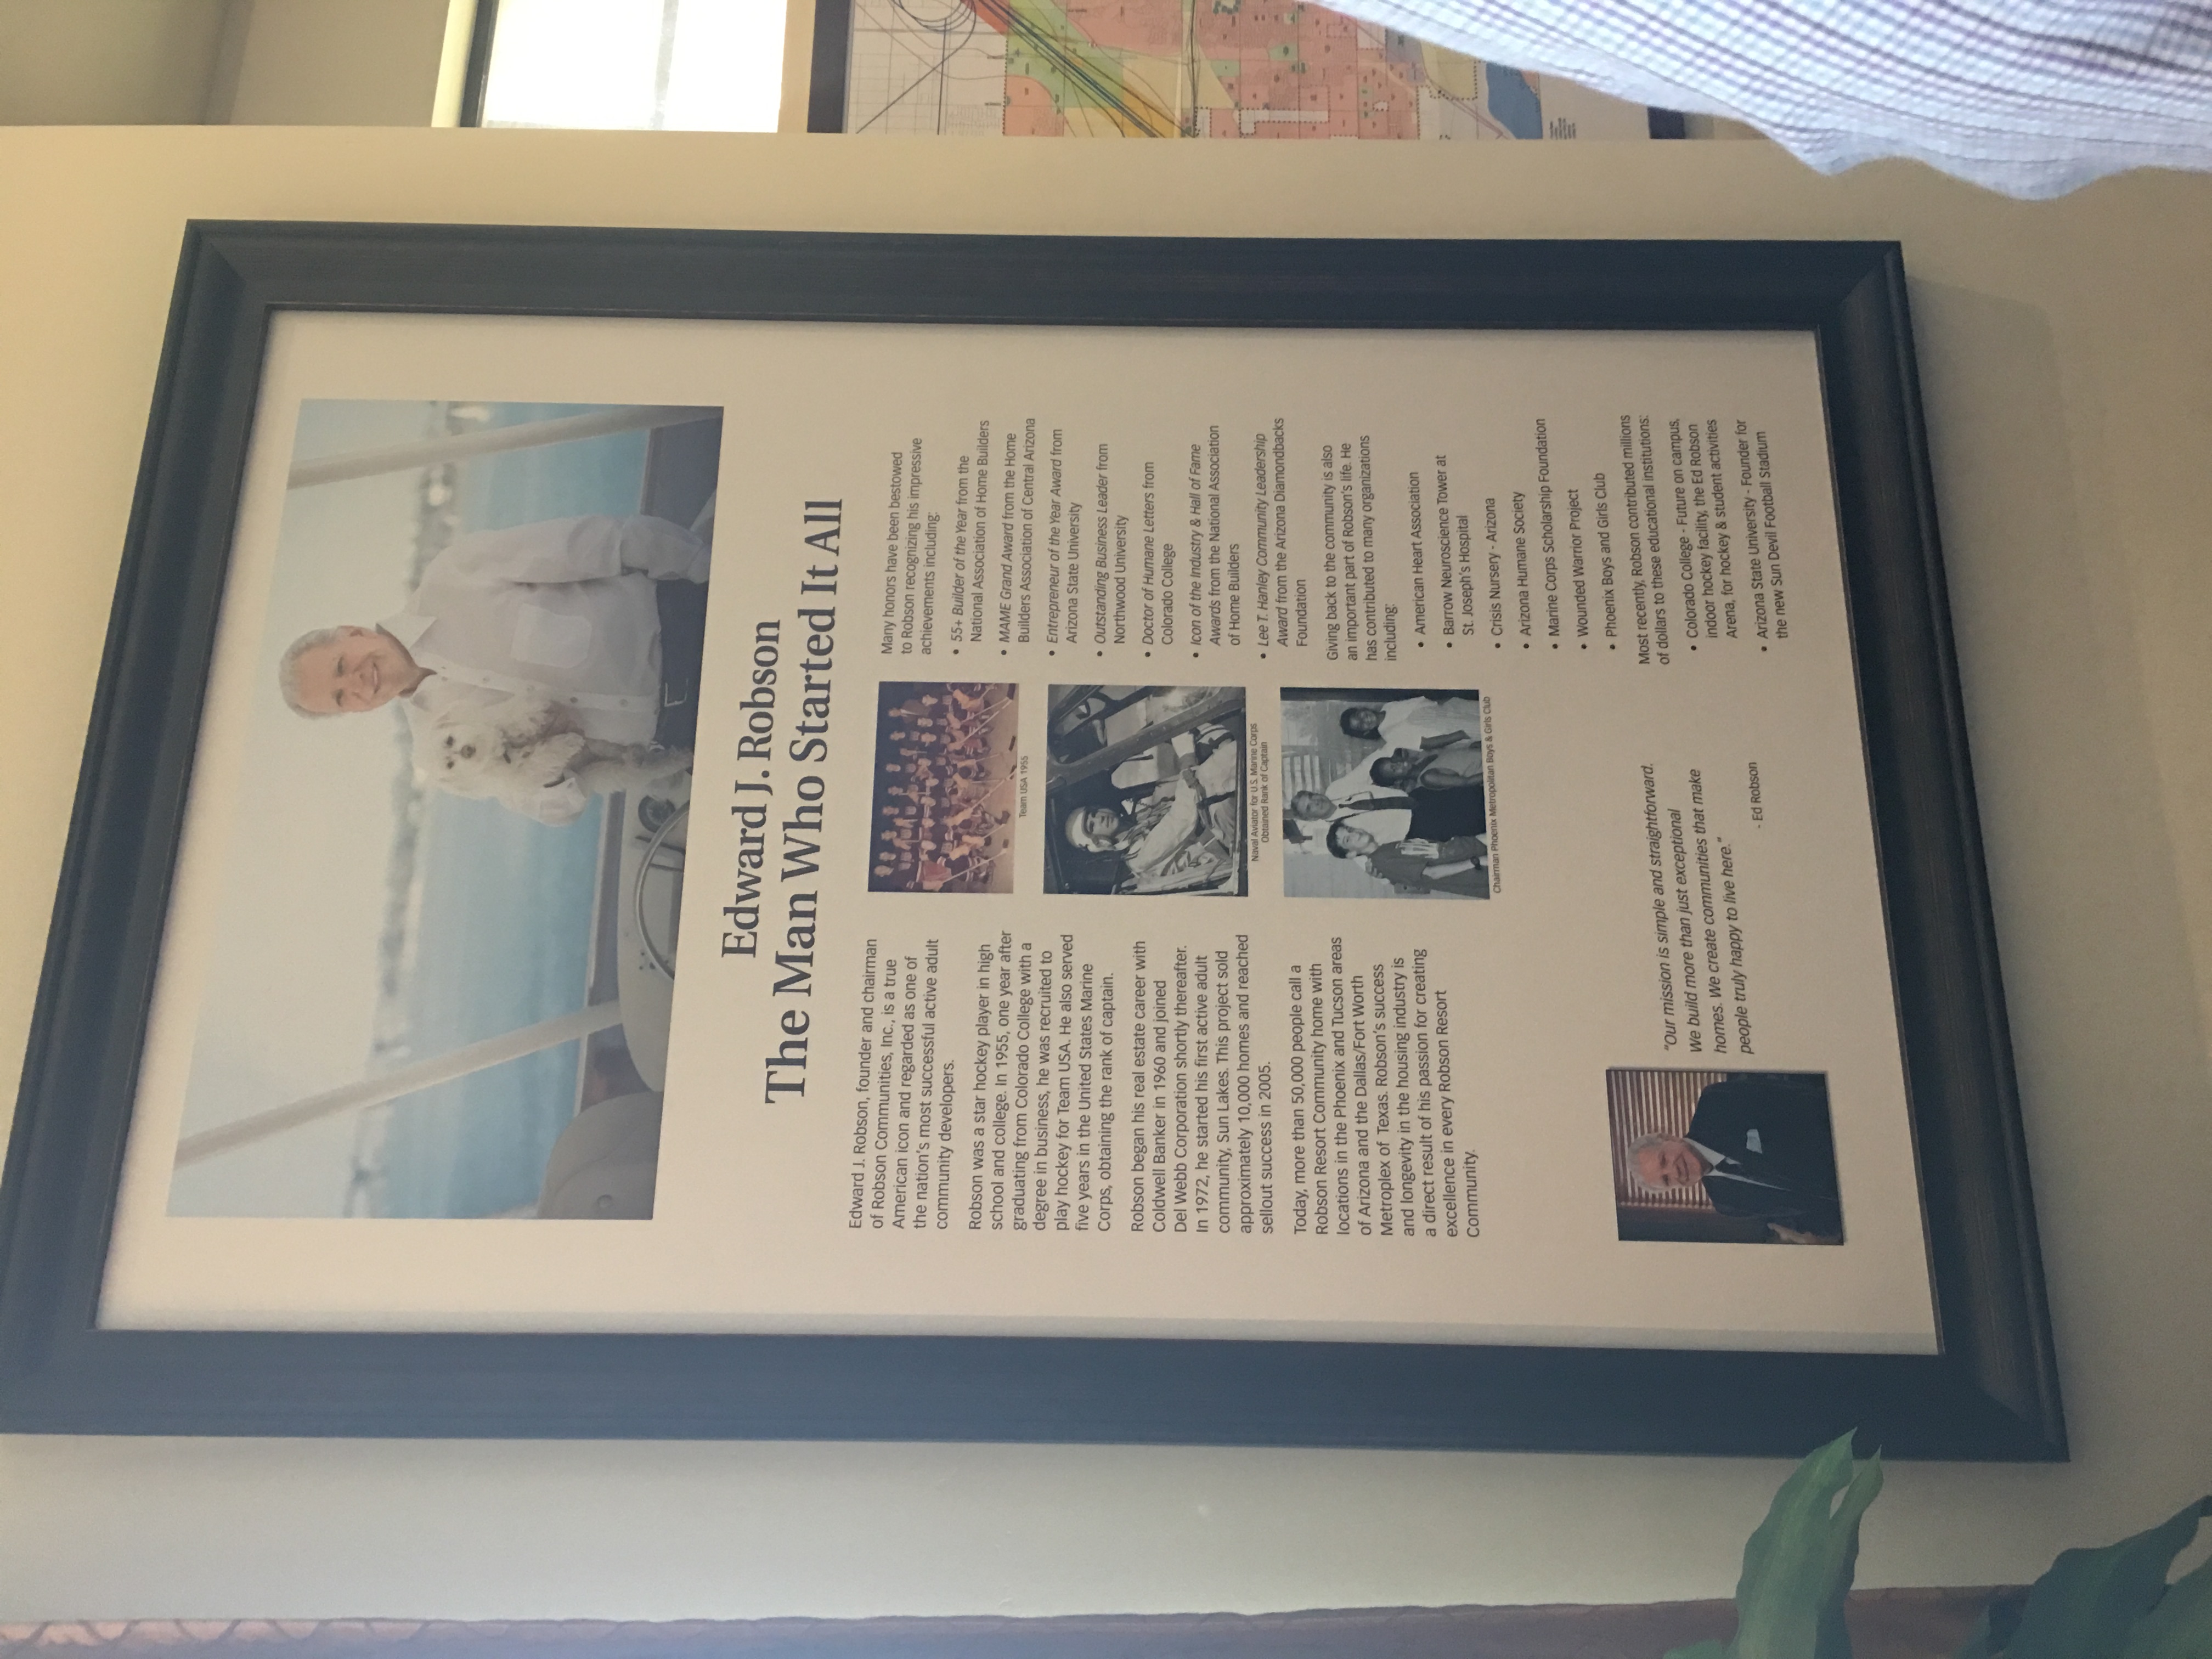 Edward J. Robson
The Man Who Started It All
Edward J. Robson, founder and chairman
of Robson Communities, Inc., is a true
American icon and regarded as one of
the nation's most successful active adult
community developers.
Robson was a star hockey player in high
school and college. In 1955, one year after
graduating from Colorado College with a
degree in business, he was recruited to
play hockey for Team USA. He also served
five years in the United States Marine
Corps, obtaining the rank of captain.
Robson began his real estate career with
Coldwell Banker in 1960 and joined
Del Webb Corporation shortly thereafter.
In 1972, he started his first active adult
community, Sun Lakes. This project sold
approximately 10,000 homes and reached
sellout success in 2005.
Today, more than 50,000 people call a
Robson Resort Community home with
locations in the Phoenix and Tucson areas
of Arizona and the Dallas/Fort Worth
Metroplex of Texas. Robson's success
and longevity in the housing industry is
a direct result of his passion for creating
excellence in every Robson Resort
Community.
Team USA 1955
Naval Aviator for U.S. Marine Corps
Obtained Rank of Captain
Chairman Phoenix Metropolitan Boys & Girls Club
Many honors have been bestowed
to Robson recognizing his impressive
achievements including:
• 55+ Builder of the Year from the
National Association of Home Builders
• MAME Grand Award from the Home
Builders Association of Central Arizona
• Entrepreneur of the Year Award from
Arizona State University
• Outstanding Business Leader from
Northwood University
• Doctor of Humane Letters from
Colorado College
• Icon of the Industry & Hall of Fame
Awards from the National Association
of Home Builders
• Lee T. Hanley Community Leadership
Award from the Arizona Diamondbacks
Foundation
Giving back to the community is also
an important part of Robson's life. He
has contributed to many organizations
including:
• American Heart Association
• Barrow Neuroscience Tower at
St. Joseph's Hospital
• Crisis Nursery - Arizona
• Arizona Humane Society
• Marine Corps Scholarship Foundation
• Wounded Warrior Project
• Phoenix Boys and Girls Club
Most recently, Robson contributed millions
of dollars to these educational institutions:
• Colorado College - Future on campus,
indoor hockey facility, the Ed Robson
Arena, for hockey & student activities
• Arizona State University - Founder for
the new Sun Devil Football Stadium
"Our mission is simple and straightforward.
We build more than just exceptional
homes. We create communities that make
people truly happy to live here."
- Ed Robson